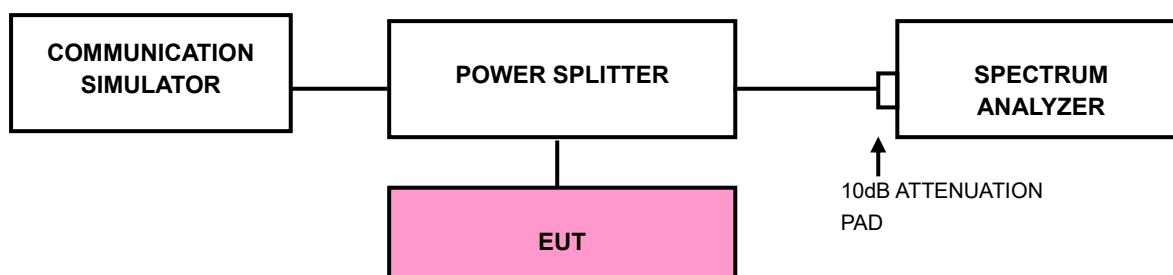 COMMUNICATION
SIMULATOR
POWER SPLITTER
SPECTRUM
ANALYZER
10dB ATTENUATION
PAD
EUT